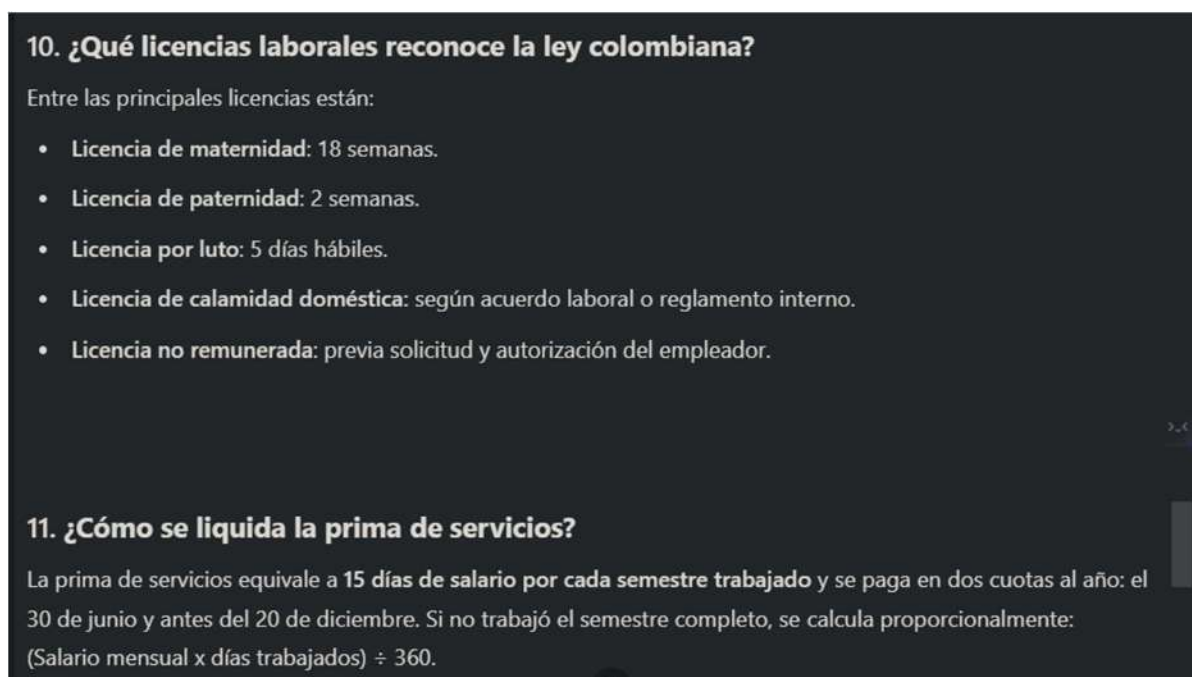 10. ¿Qué licencias laborales reconoce la ley colombiana?
Entre las principales licencias están:
• Licencia de maternidad: 18 semanas.
• Licencia de paternidad: 2 semanas.
• Licencia por luto: 5 días hábiles.
• Licencia de calamidad doméstica: según acuerdo laboral o reglamento interno.
• Licencia no remunerada: previa solicitud y autorización del empleador.
11. ¿Cómo se liquida la prima de servicios?
La prima de servicios equivale a 15 días de salario por cada semestre trabajado y se paga en dos cuotas al año: el
30 de junio y antes del 20 de diciembre. Si no trabajó el semestre completo, se calcula proporcionalmente:
(Salario mensual x días trabajados) ÷ 360.